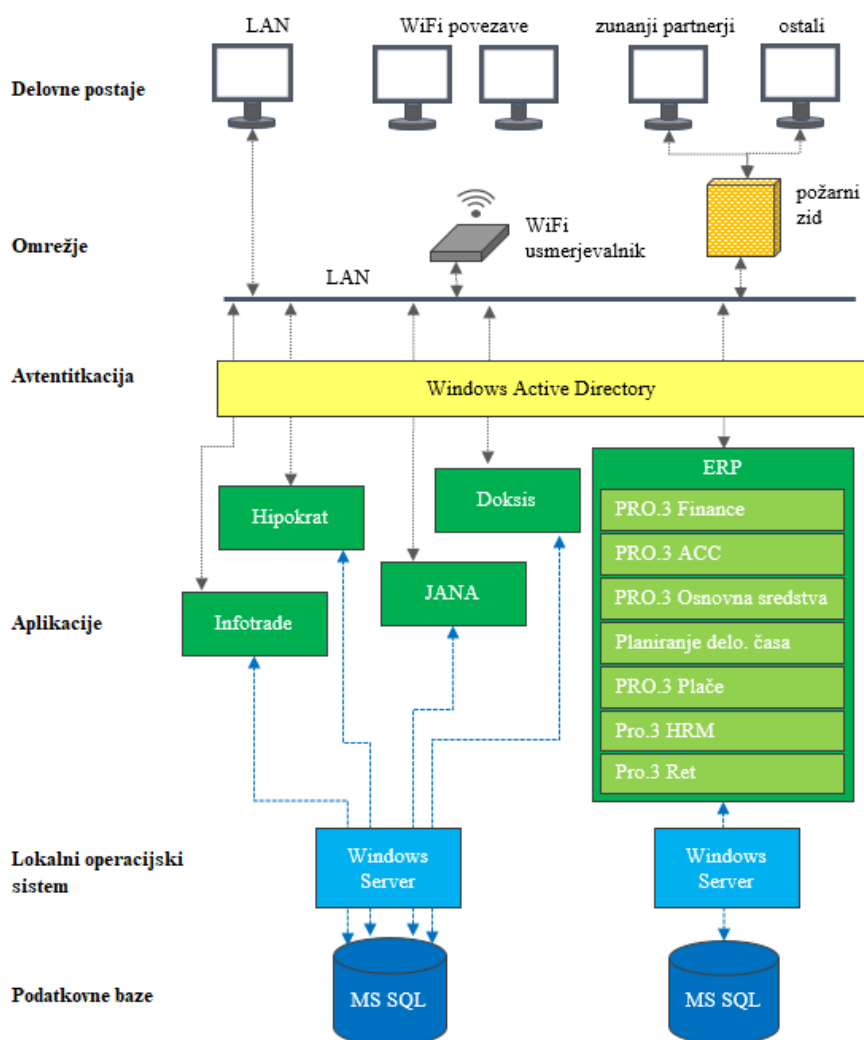 LAN
WiFi povezave
zunanji partnerji
ostali
Delovne postaje
požarni
zid
WiFi
usmerjevalnik
Omrežje
LAN
Avtentitkacija
Windows Active Directory
ERP
Hipokrat
Doksis
PRO.3 Finance
PRO.3 ACC
JANA
PRO.3 Osnovna sredstva
Aplikacije
Infotrade
Planiranje delo. časa
PRO.3 Plače
Pro.3 HRM
Pro.3 Ret
Lokalni operacijski
sistem
Windows
Server
Windows
Server
Podatkovne baze
MS SQL
MS SQL